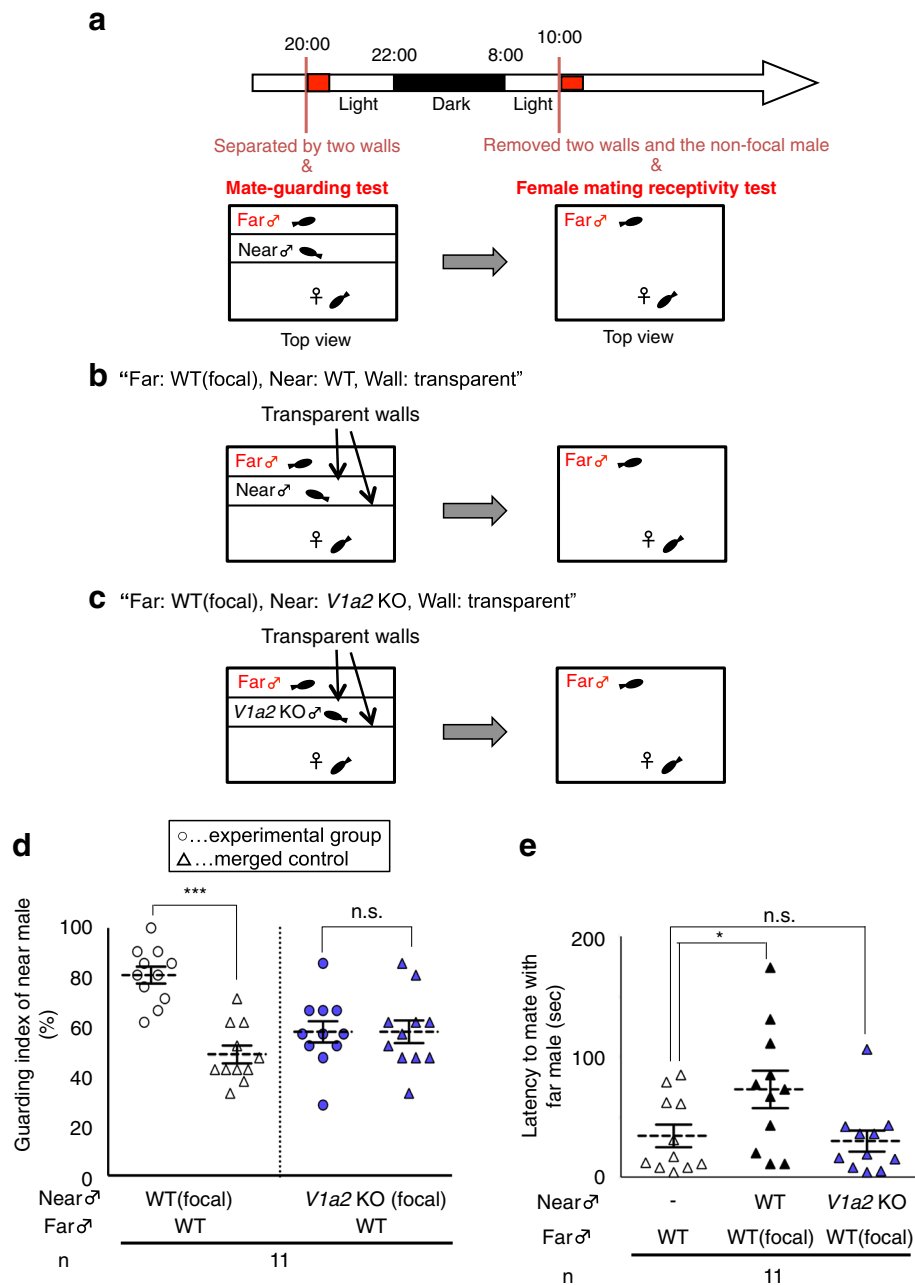 a
20:00
22:00
8:00
10:00
Light
Dark
Light
Separated by two walls
&
Mate-guarding test
Removed two walls and the non-focal male
&
Female mating receptivity test
Far♂
Near♂
♀
Top view
Far♂
♀
Top view
b “Far: WT(focal), Near: WT, Wall: transparent”
Transparent walls
Far♂
Near♂
♀
Far♂
♀
c “Far: WT(focal), Near: V1a2 KO, Wall: transparent”
Transparent walls
Far♂
V1a2 KO♂
♀
Far♂
♀
d
○...experimental group
△...merged control
Guarding index of near male
(%)
100
80
60
40
20
0
***
n.s.
Near♂ WT(focal) V1a2 KO (focal)
Far♂ WT WT
n 11
e
Latency to mate with
far male (sec)
200
100
0
n.s.
*
Near♂ - WT V1a2 KO
Far♂ WT WT(focal) WT(focal)
n 11